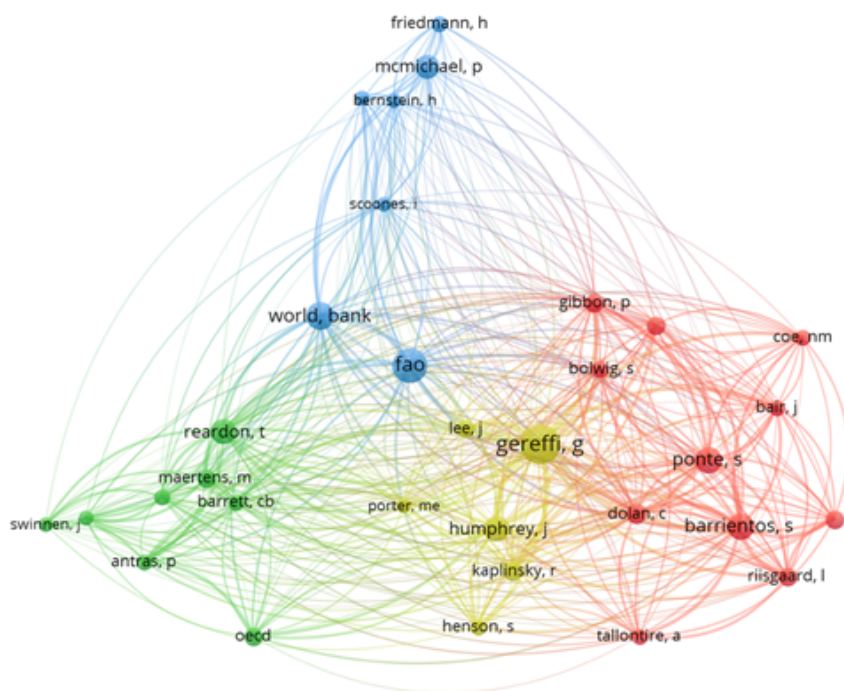 friedmann, h
mcmichael, p
bernstein, h
scoones, i
gibbon, p
world, bank
coe, nm
fao
bolwig, s
bair, j
lee, j
reardon, t
gereffi, g
ponte, s
maertens, m
barrett, cb
porter, me
dolan, c
swinnen, j
humphrey, j
barrientos, s
antras, p
kaplinsky, r
riisgaard, l
henson, s
oecd
tallontire, a